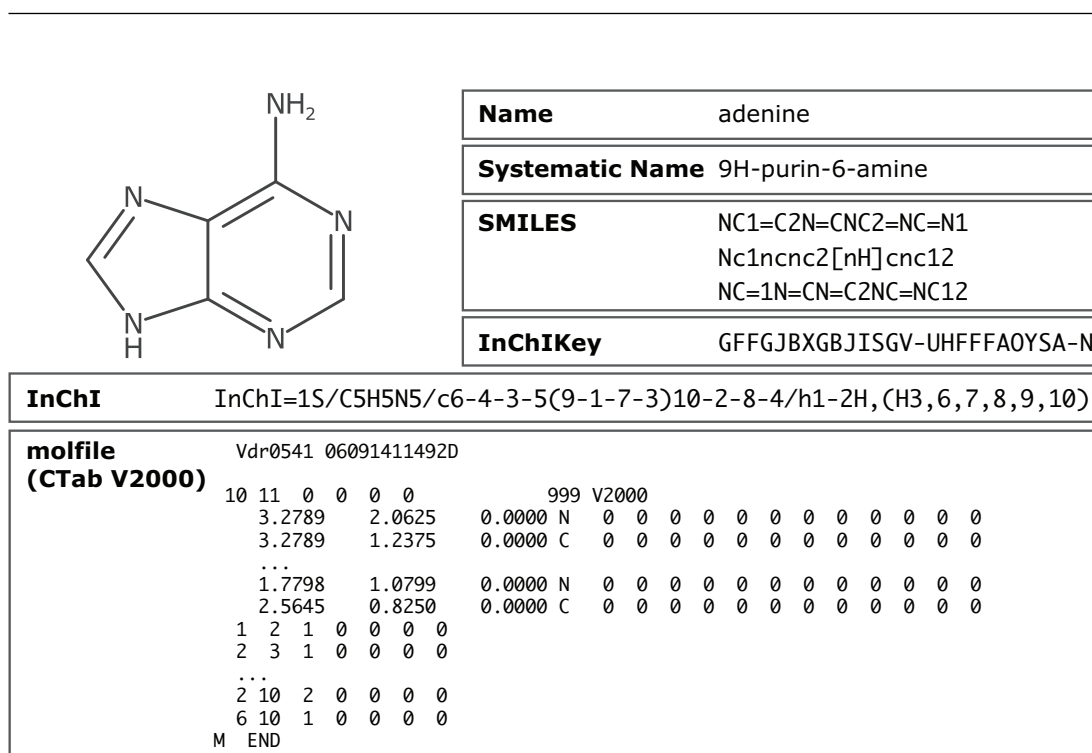 NH2
N
N
N
H
N
Name adenine
Systematic Name 9H-purin-6-amine
SMILES NC1=C2N=CNC2=NC=N1
Nc1ncnc2[nH]cnc12
NC=1N=CN=C2NC=NC12
InChIKey GFFGJBXGBJISGV-UHFFFAOYSA-N
InChI InChI=1S/C5H5N5/c6-4-3-5(9-1-7-3)10-2-8-4/h1-2H,(H3,6,7,8,9,10)
molfile Vdr0541 06091411492D
(CTab V2000)
10 11 0 0 0 0 999 V2000
3.2789 2.0625 0.0000 N 0 0 0 0 0 0 0 0 0 0 0 0
3.2789 1.2375 0.0000 C 0 0 0 0 0 0 0 0 0 0 0 0
...
1.7798 1.0799 0.0000 N 0 0 0 0 0 0 0 0 0 0 0 0
2.5645 0.8250 0.0000 C 0 0 0 0 0 0 0 0 0 0 0 0
1 2 1 0 0 0 0
2 3 1 0 0 0 0
...
2 10 2 0 0 0 0
6 10 1 0 0 0 0
M END